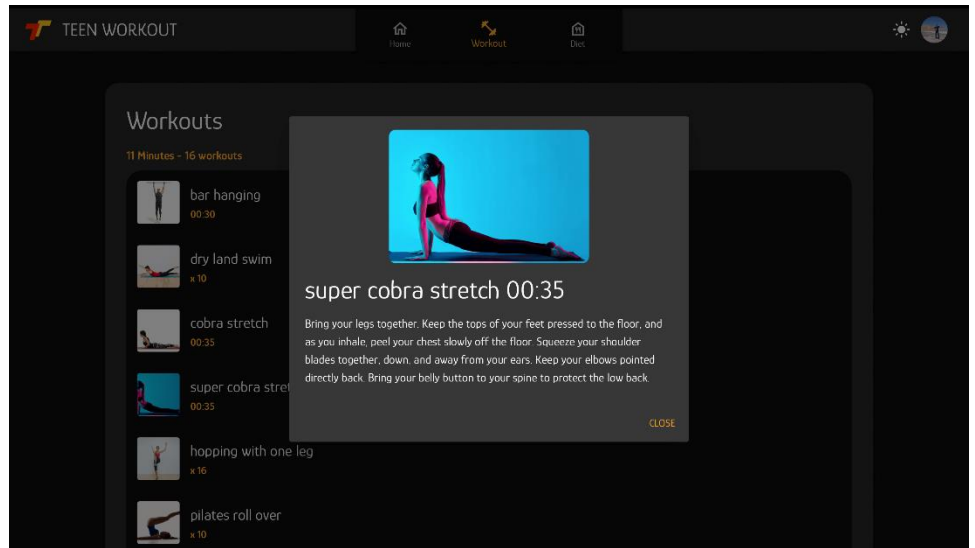 TEEN WORKOUT
Home
Workout
Diet
Workouts
11 Minutes - 16 workouts
bar hanging
00:30
dry land swim
x 10
cobra stretch
00:35
super cobra stret
00:35
hopping with one leg
x 16
pilates roll over
x 10
super cobra stretch 00:35
Bring your legs together. Keep the tops of your feet pressed to the floor, and
as you inhale, peel your chest slowly off the floor. Squeeze your shoulder
blades together, down, and away from your ears. Keep your elbows pointed
directly back. Bring your belly button to your spine to protect the low back.
CLOSE